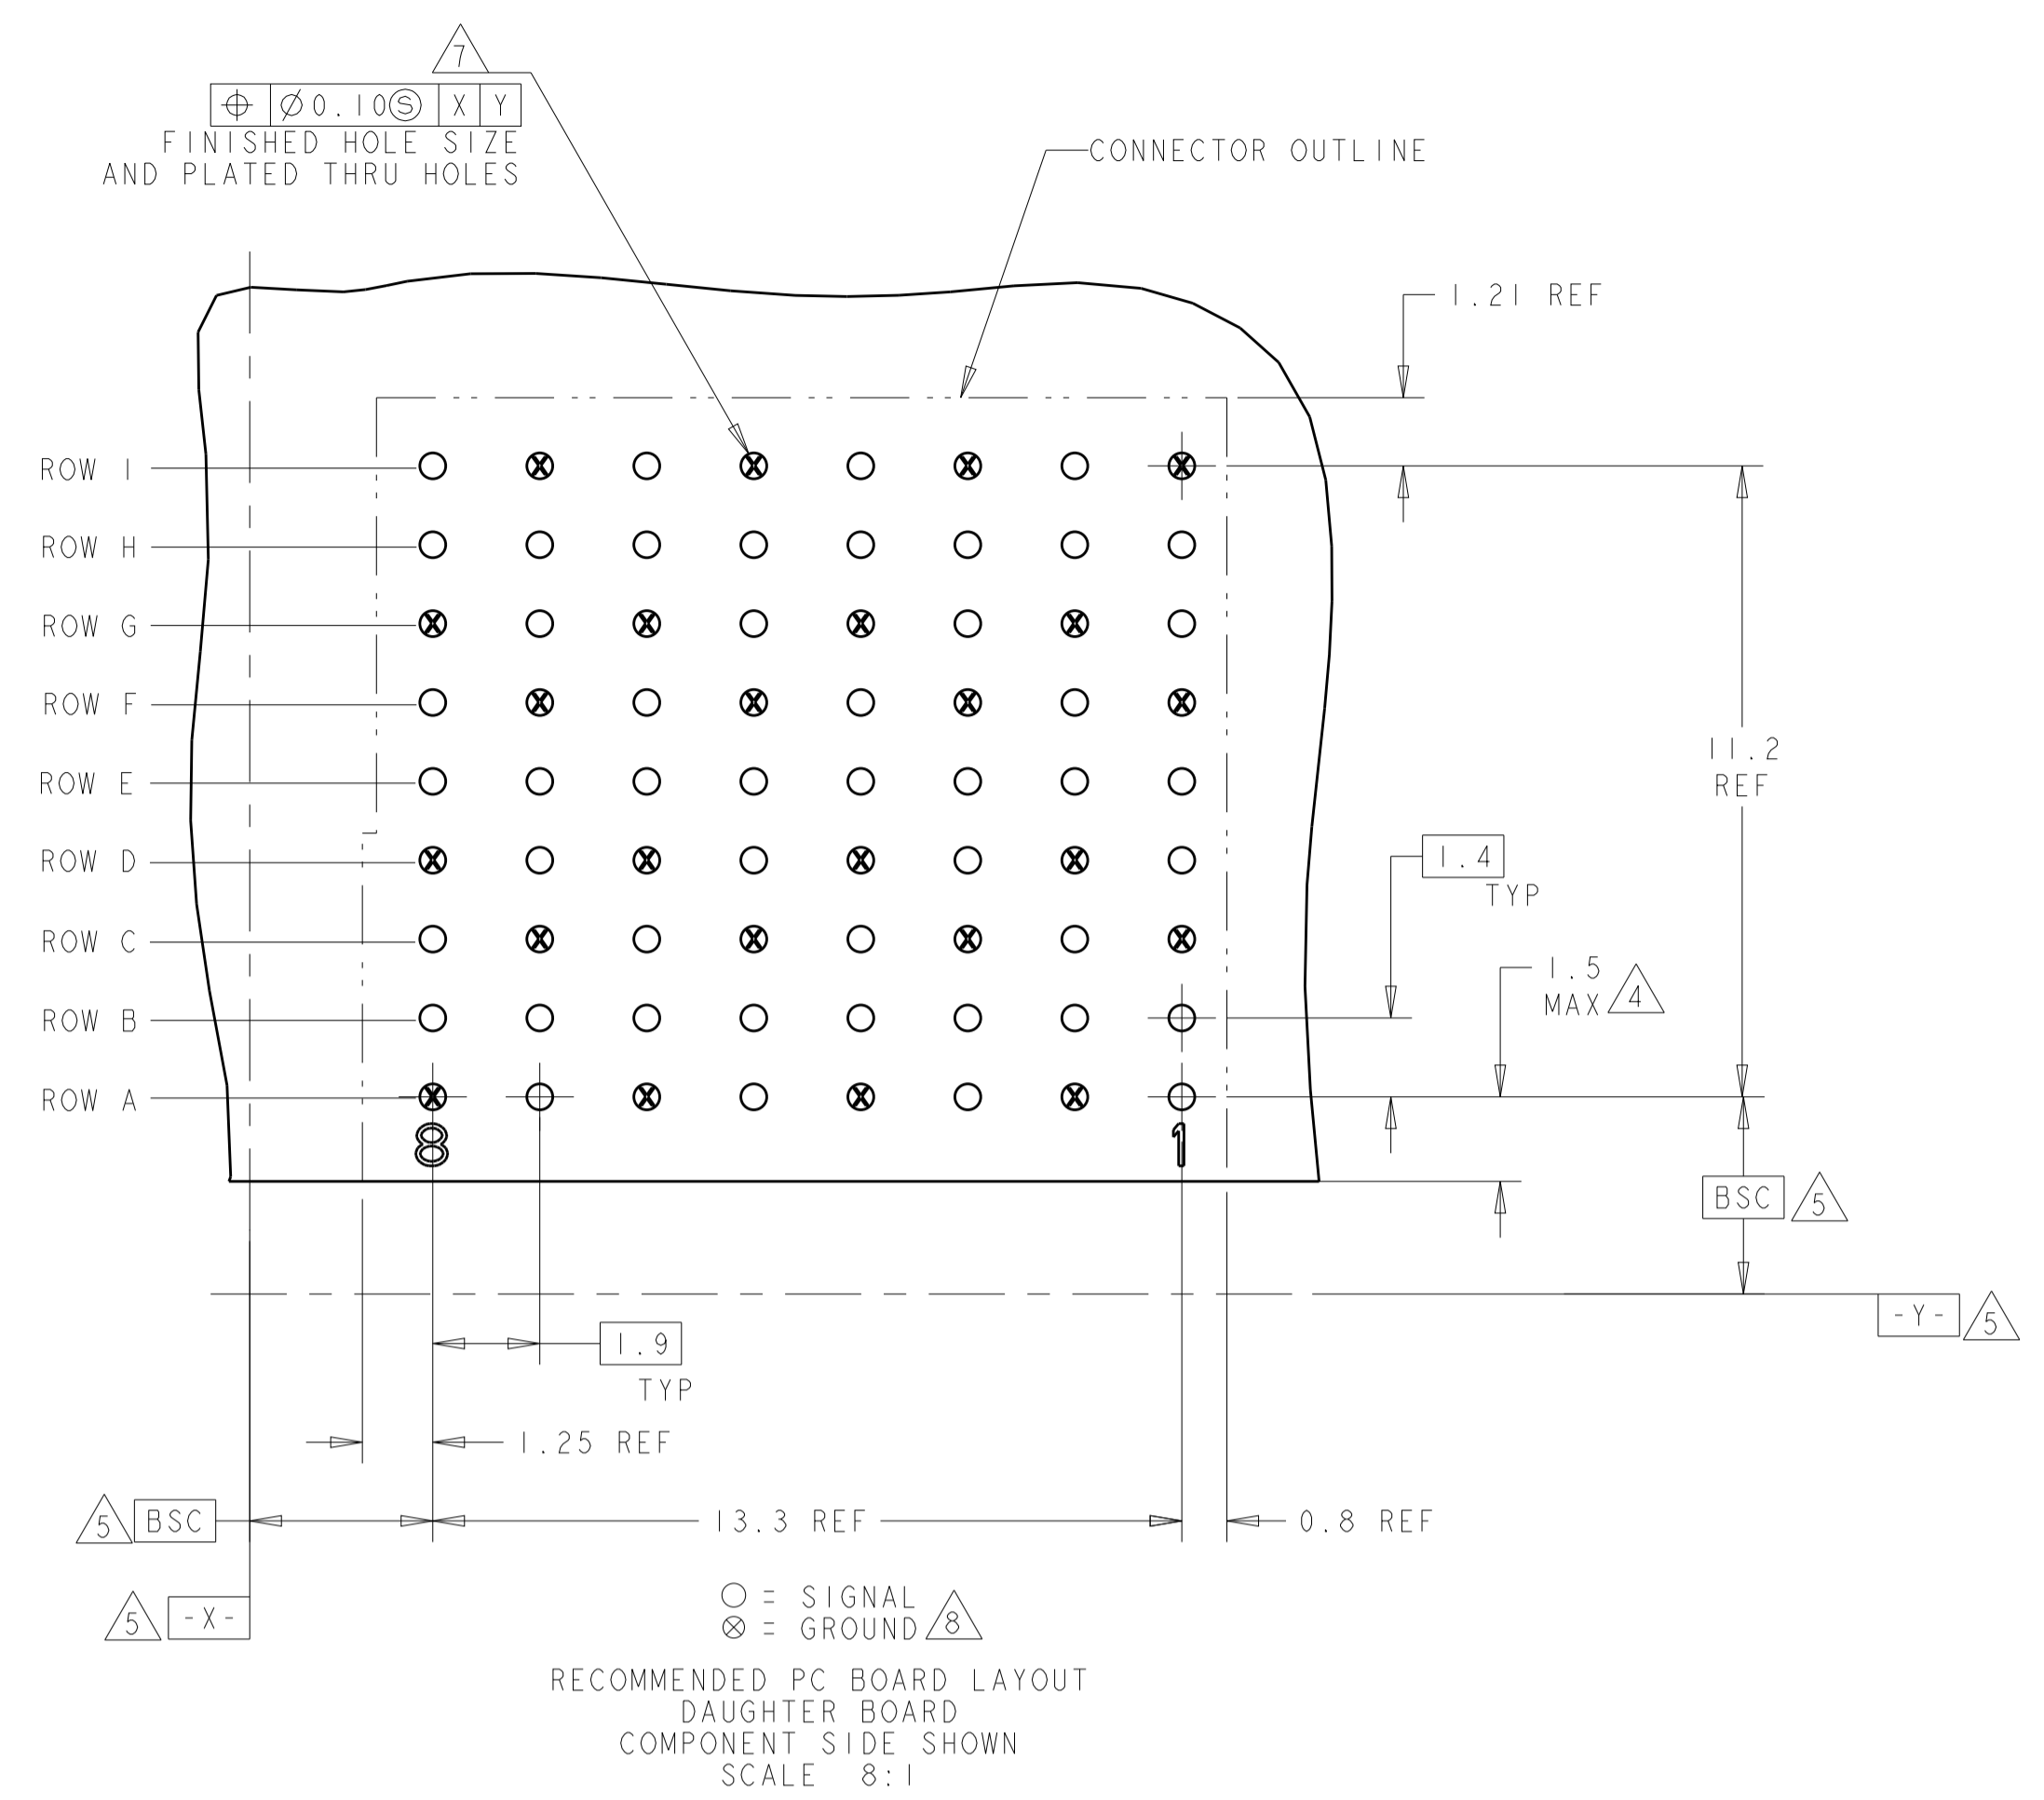 7
⌖ ⌀0.10Ⓢ X Y
FINISHED HOLE SIZE
AND PLATED THRU HOLES
CONNECTOR OUTLINE
1.21 REF
ROW I
ROW H
ROW G
ROW F
ROW E
ROW D
ROW C
ROW B
ROW A
11.2
REF
1.4
TYP
1.5
MAX 4
8
1
BSC 5
-Y- 5
1.9
TYP
1.25 REF
5 BSC
13.3 REF
0.8 REF
5 -X-
○ = SIGNAL
⊗ = GROUND 8
RECOMMENDED PC BOARD LAYOUT
DAUGHTER BOARD
COMPONENT SIDE SHOWN
SCALE 8:1